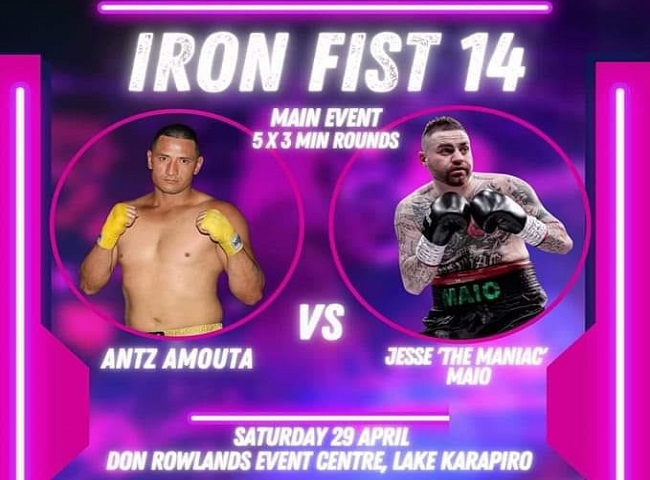 IRON FIST 14
MAIN EVENT
5 X 3 MIN ROUNDS
MAIO
VS
ANTZ AMOUTA
JESSE 'THE MANIAC'
MAIO
SATURDAY 29 APRIL
DON ROWLANDS EVENT CENTRE, LAKE KARAPIRO